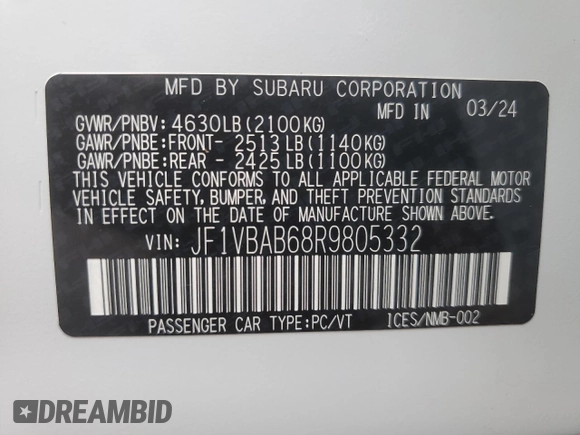 MFD BY SUBARU CORPORATION
MFD IN 03/24
GVWR/PNBV: 4630LB (2100KG)
GAWR/PNBE:FRONT- 2513 LB (1140KG)
GAWR/PNBE:REAR - 2425 LB (1100KG)
THIS VEHICLE CONFORMS TO ALL APPLICABLE FEDERAL MOTOR
VEHICLE SAFETY, BUMPER, AND THEFT PREVENTION STANDARDS
IN EFFECT ON THE DATE OF MANUFACTURE SHOWN ABOVE.
VIN: JF1VBAB68R9805332
PASSENGER CAR TYPE:PC/VT ICES/NMB-002
DREAMBID